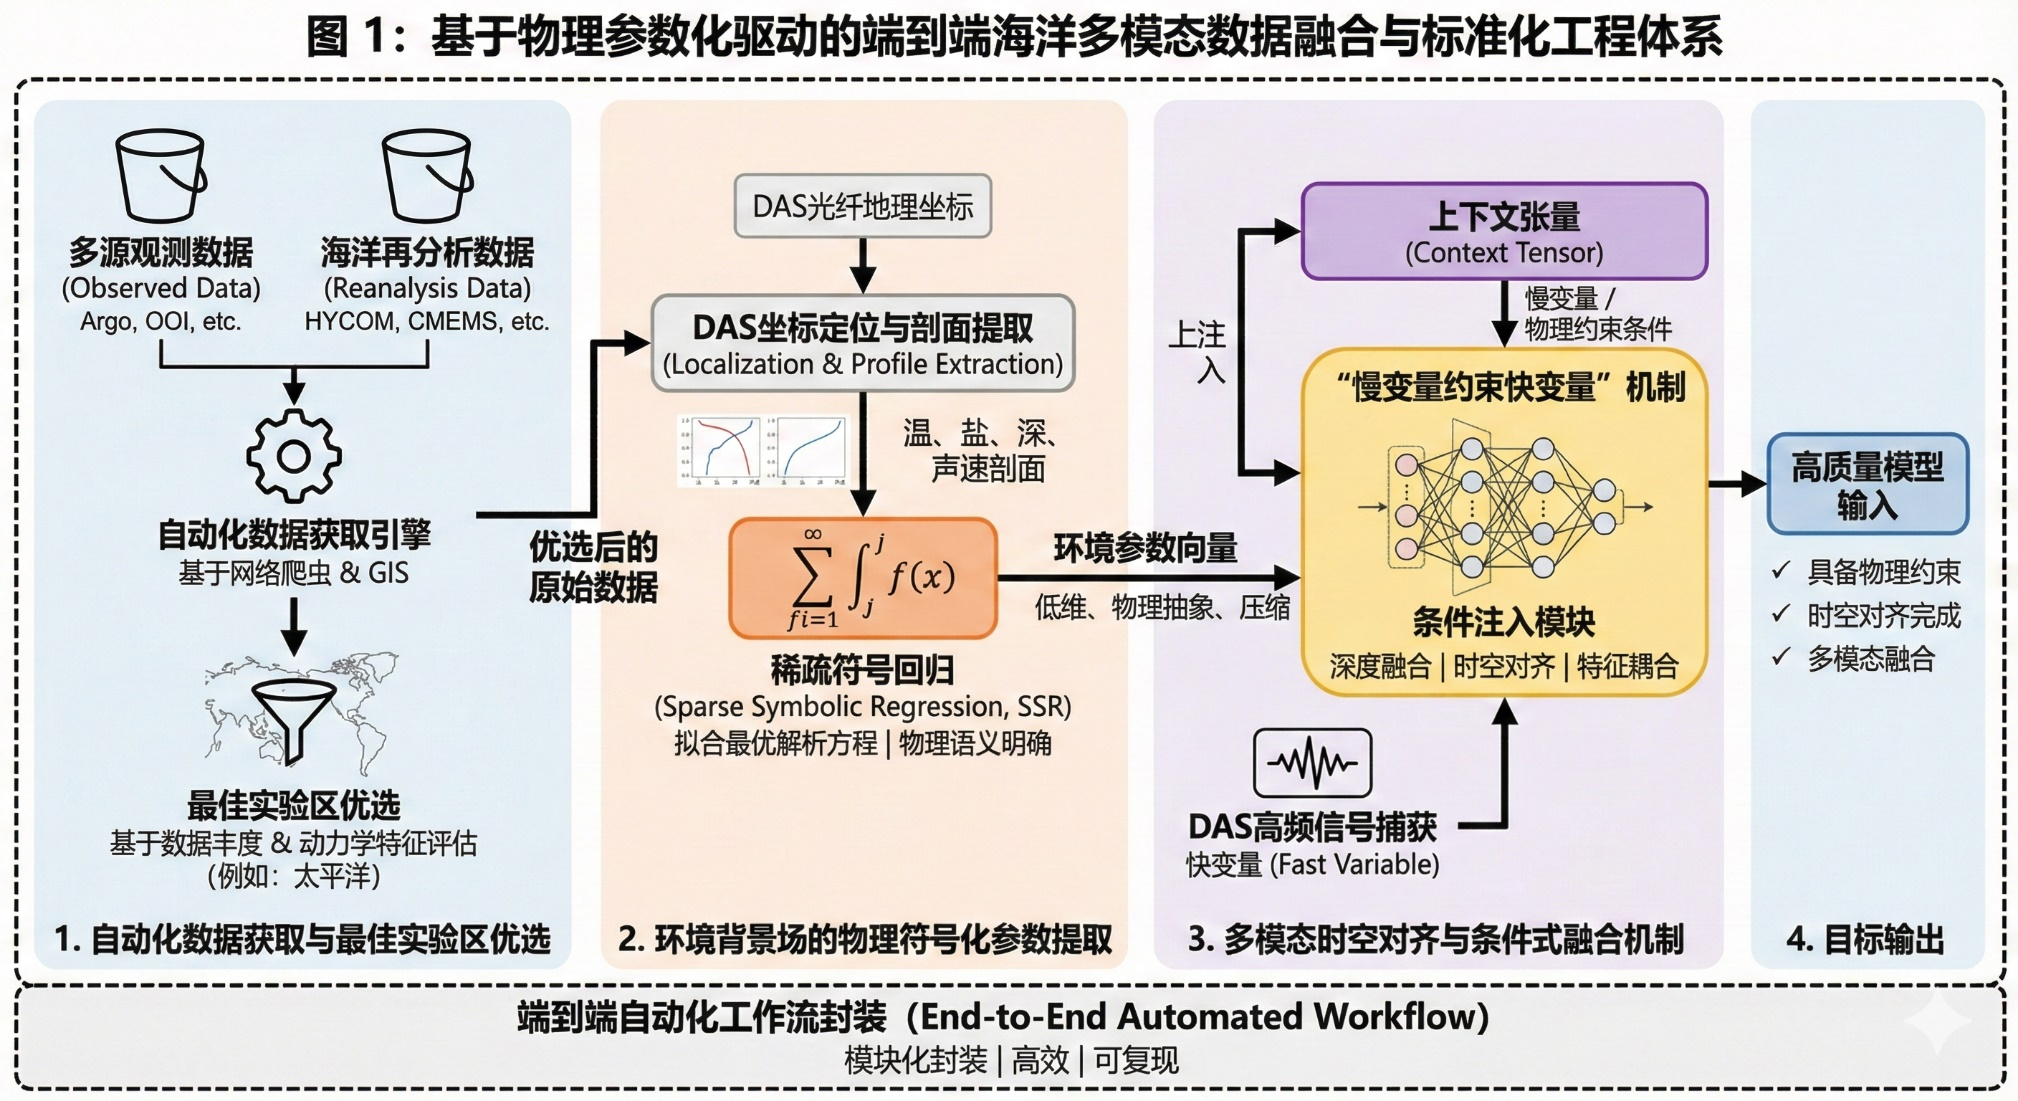 图 1：基于物理参数化驱动的端到端海洋多模态数据融合与标准化工程体系
多源观测数据
(Observed Data)
Argo, OOI, etc.
海洋再分析数据
(Reanalysis Data)
HYCOM, CMEMS, etc.
自动化数据获取引擎
基于网络爬虫 & GIS
最佳实验区优选
基于数据丰度 & 动力学特征评估
(例如：太平洋)
1. 自动化数据获取与最佳实验区优选
优选后的
原始数据
DAS光纤地理坐标
DAS坐标定位与剖面提取
(Localization & Profile Extraction)
温、盐、深、
声速剖面
∞ j
∑ ∫ f(x)
fi=1 j
稀疏符号回归
(Sparse Symbolic Regression, SSR)
拟合最优解析方程 | 物理语义明确
2. 环境背景场的物理符号化参数提取
环境参数向量
低维、物理抽象、压缩
上下文张量
(Context Tensor)
慢变量 /
物理约束条件
上注
入
“慢变量约束快变量”机制
条件注入模块
深度融合 | 时空对齐 | 特征耦合
DAS高频信号捕获
快变量 (Fast Variable)
3. 多模态时空对齐与条件式融合机制
高质量模型
输入
✓ 具备物理约束
✓ 时空对齐完成
✓ 多模态融合
4. 目标输出
端到端自动化工作流封装（End-to-End Automated Workflow）
模块化封装 | 高效 | 可复现